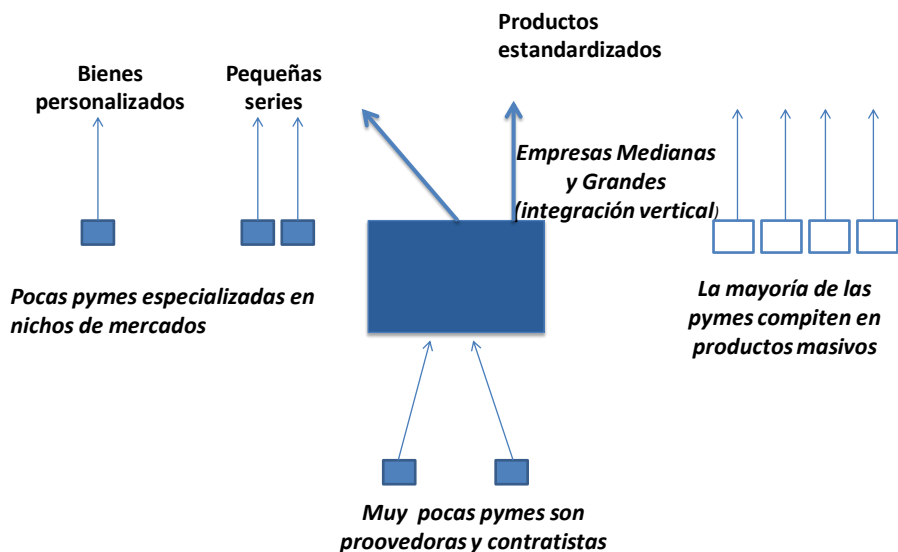 Productos
estandardizados
Bienes
personalizados
Pequeñas
series
Empresas Medianas
y Grandes
(integración vertical)
Pocas pymes especializadas en
nichos de mercados
La mayoría de las
pymes compiten en
productos masivos
Muy pocas pymes son
proovedoras y contratistas